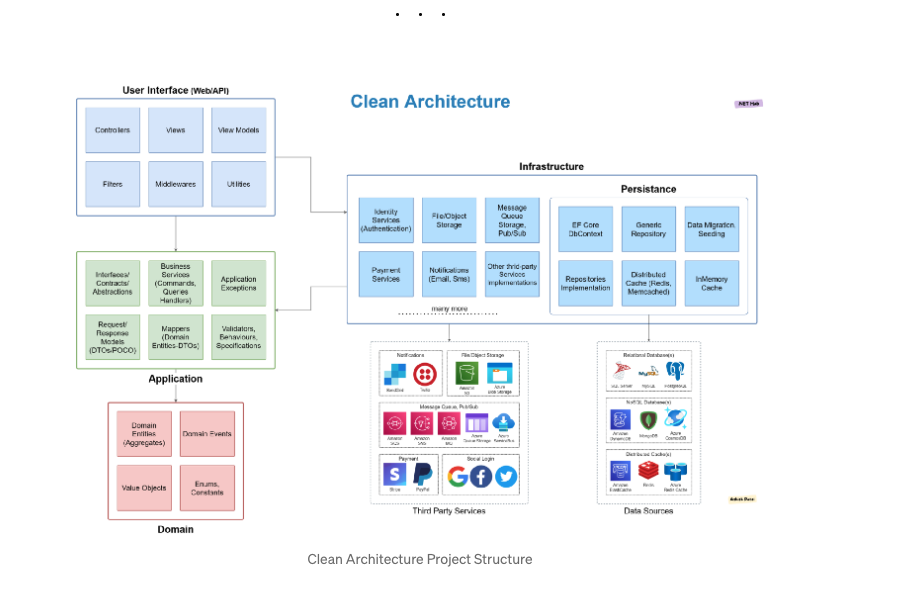 User Interface (Web/API)
Clean Architecture
.NET Hub
Controllers
Views
View Models
Filters
Middlewares
Utilities
Infrastructure
Persistance
Identity
Services
(Authentication)
File/Object
Storage
Message
Queue
Storage,
Pub/Sub
EF Core
DbContext
Generic
Repository
Data Migration,
Seeding
Payment
Services
Notifications
(Email, Sms)
Other third-party
Services
Implementations
Repositories
Implementation
Distributed
Cache (Redis,
Memcached)
InMemory
Cache
many more
Interfaces/
Contracts/
Abstractions
Business
Services
(Commands,
Queries
Handlers)
Application
Exceptions
Request/
Response
Models
(DTOs/POCO)
Mappers
(Domain
Entities-DTOs)
Validators,
Behaviours,
Specifications
Application
Domain
Entities
(Aggregates)
Domain Events
Value Objects
Enums,
Constants
Domain
Notifications
SendGrid
Twilio
File,Object Storage
Amazon
S3
Azure
Blob Storage
Message Queue, Pub/Sub
Amazon
SQS
Amazon
SNS
Amazon
MQ
Azure
Queue Storage
Azure
Service Bus
Payment
Stripe
PayPal
Social Login
Third Party Services
Relational Database(s)
SQL Server
MySQL
PostgreSQL
NoSQL Database(s)
Amazon
DynamoDB
MongoDB
Azure
CosmosDB
Distributed Cache(s)
Amazon
ElastiCache
Redis
Azure
Redis Cache
Data Sources
Clean Architecture Project Structure